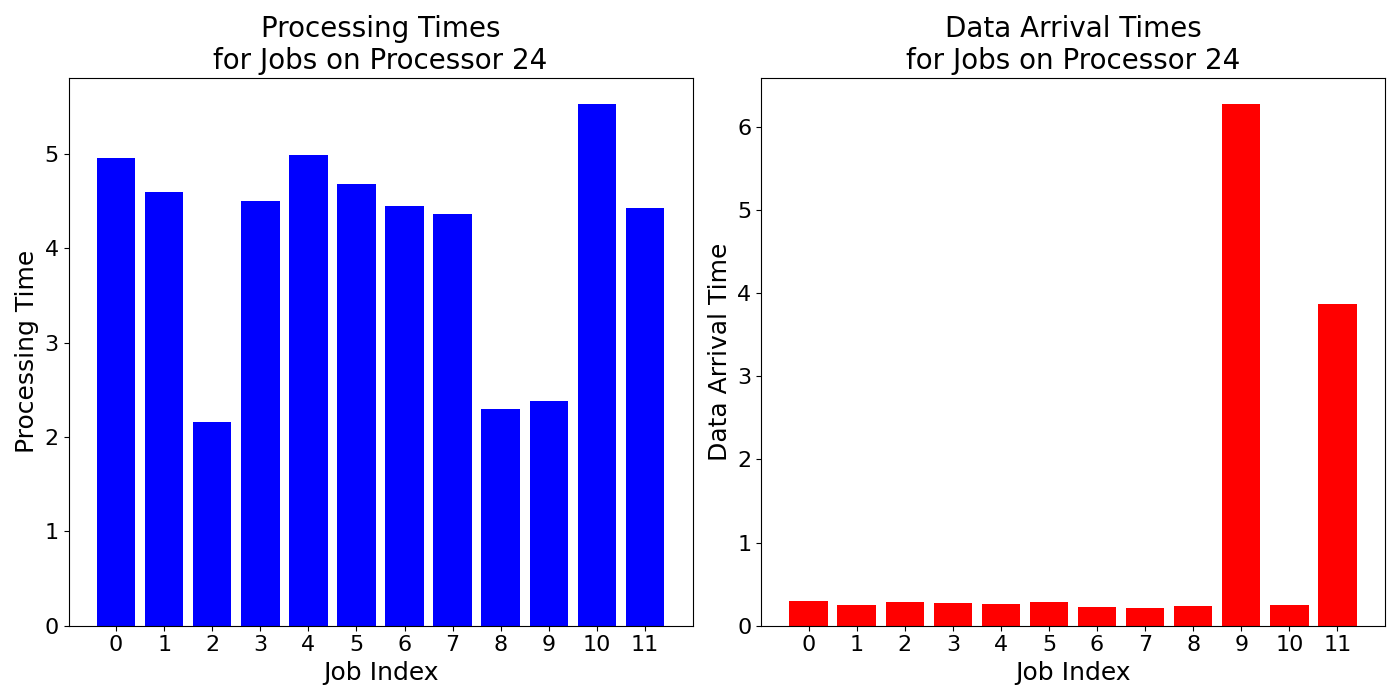 Processing Times
for Jobs on Processor 24
Processing Time
5
4
3
2
1
0
0 1 2 3 4 5 6 7 8 9 10 11
Job Index
Data Arrival Times
for Jobs on Processor 24
Data Arrival Time
6
5
4
3
2
1
0
0 1 2 3 4 5 6 7 8 9 10 11
Job Index